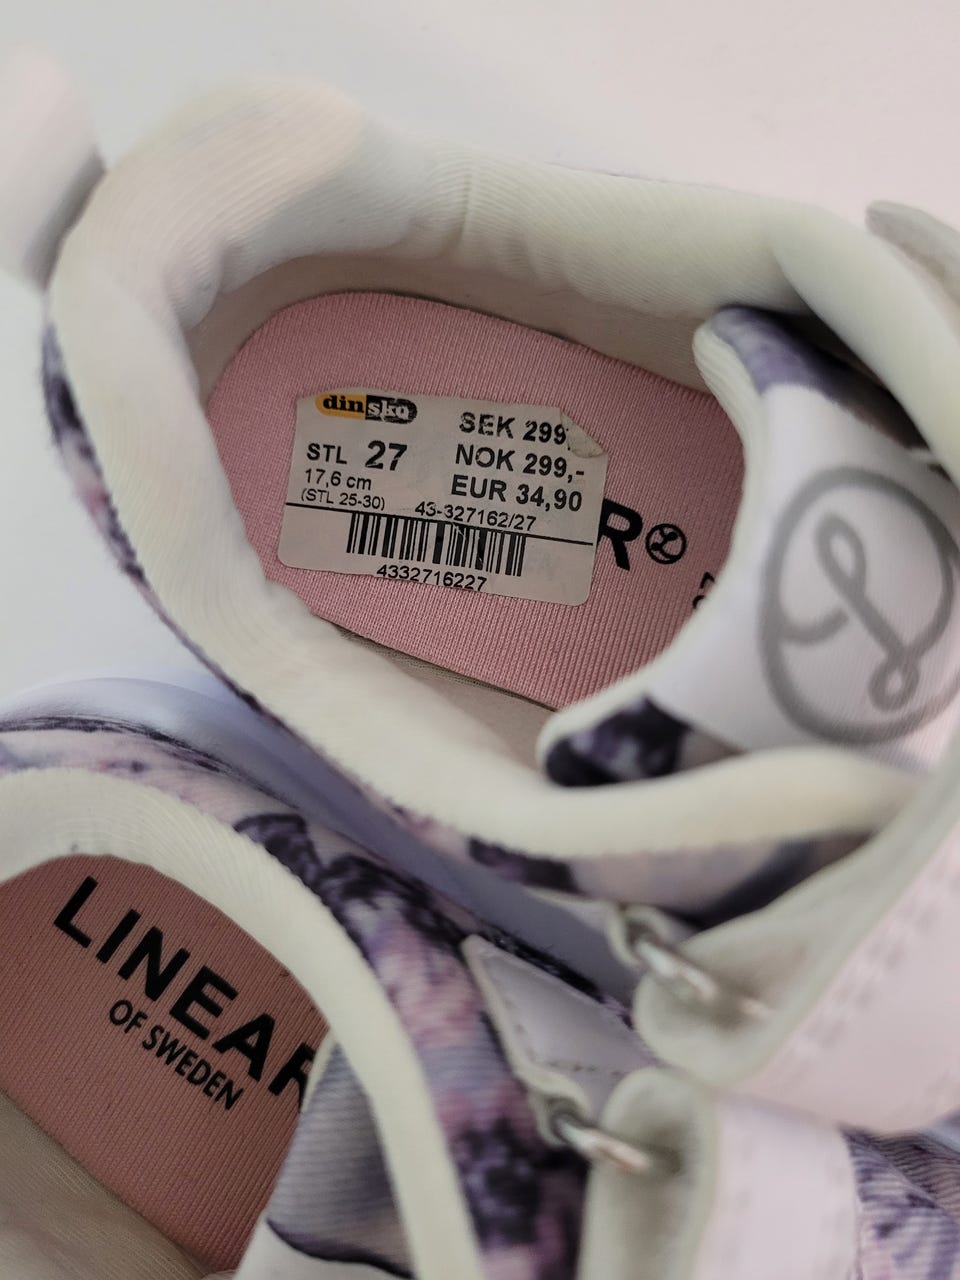 dinsko
SEK 299
STL 27
NOK 299,-
17,6 cm
EUR 34,90
(STL 25-30)
43-327162/27
4332716227
R®
LINEAR
OF SWEDEN